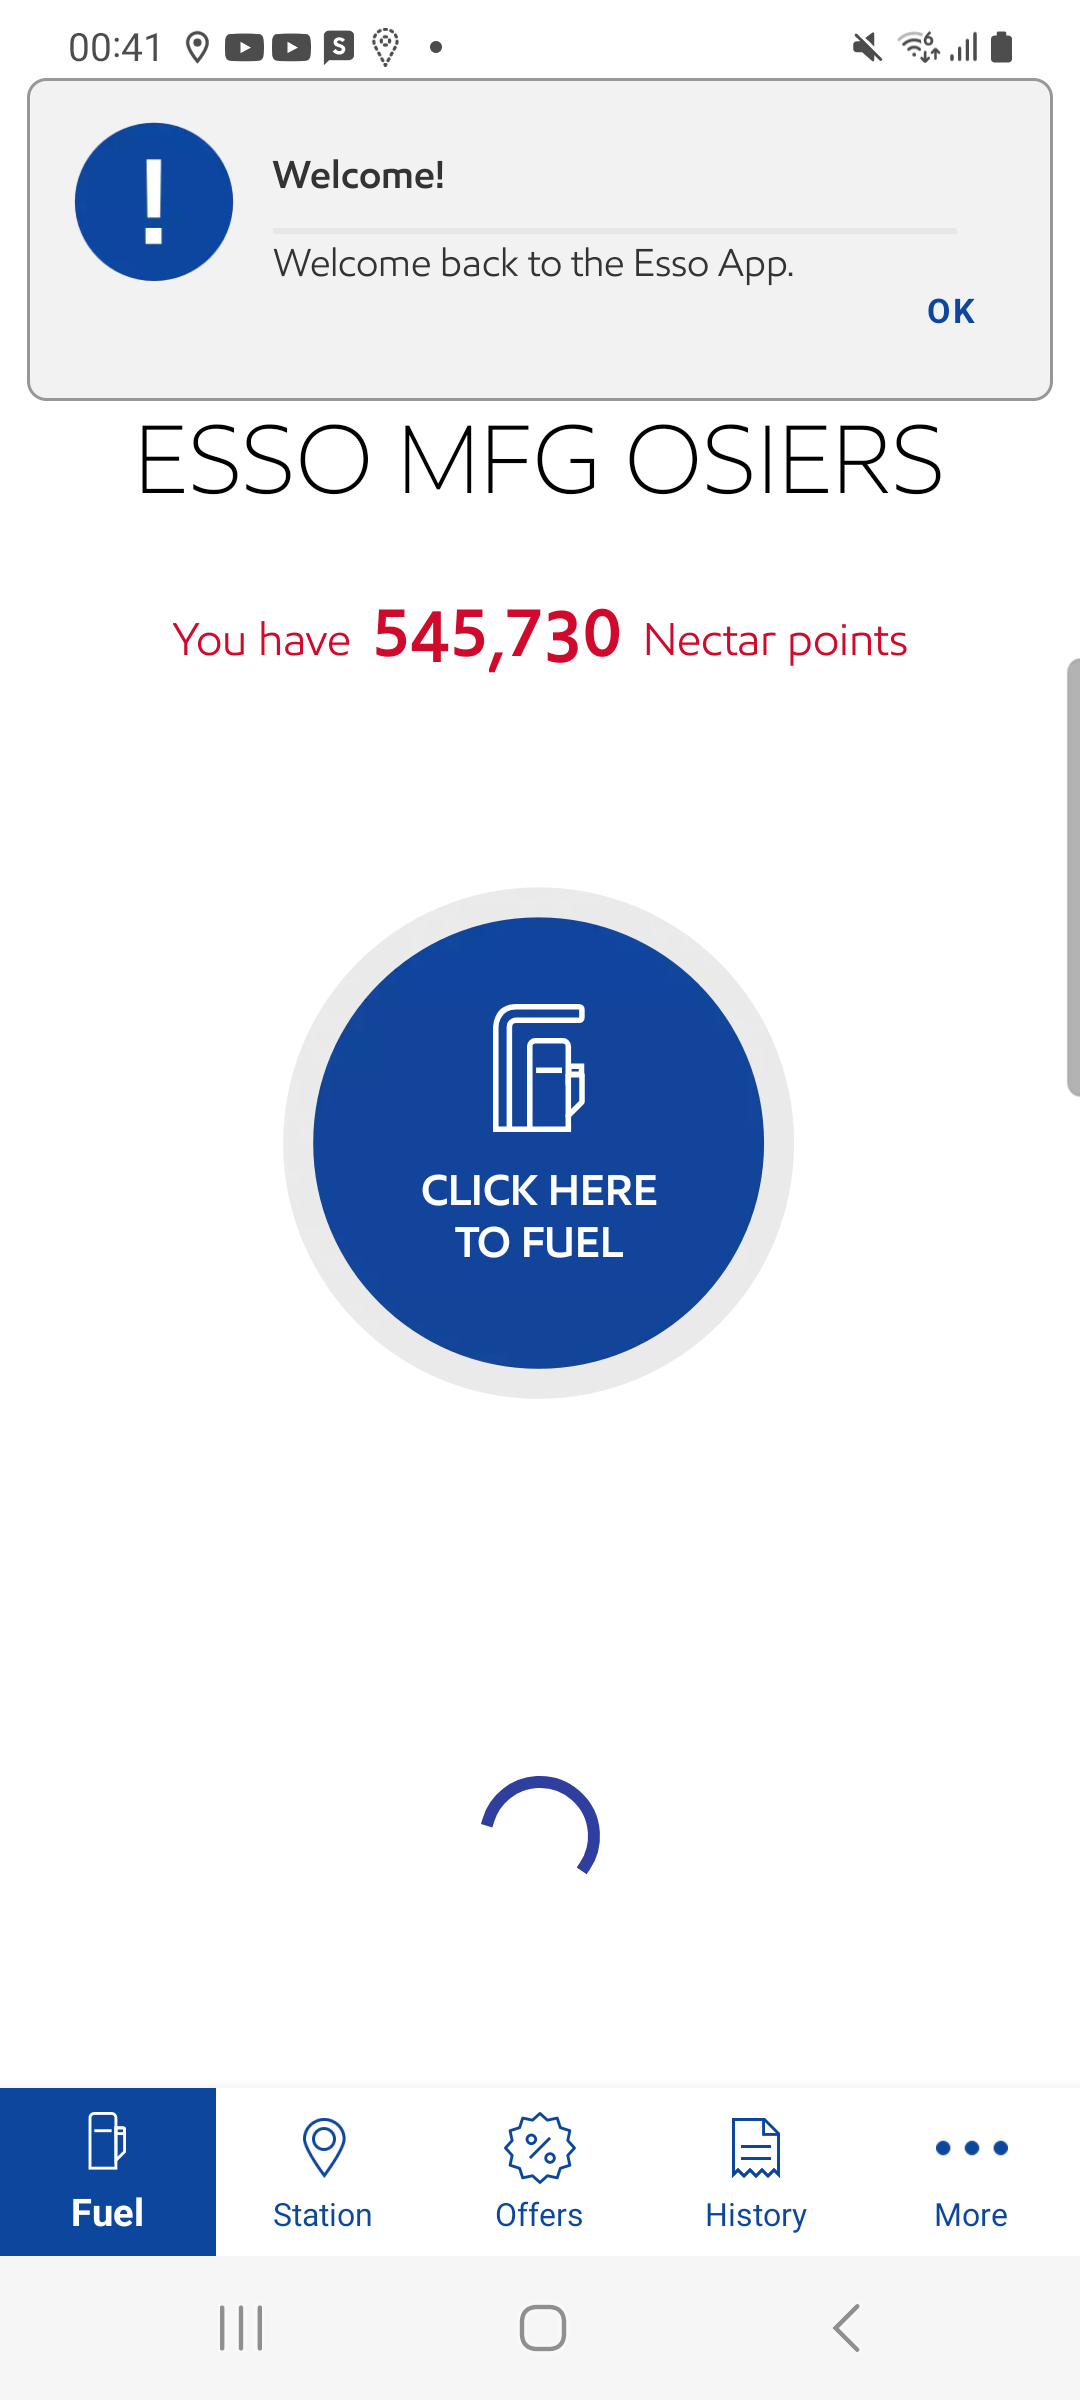 00:41
Welcome!
Welcome back to the Esso App.
OK
ESSO MFG OSIERS
You have 545,730 Nectar points
CLICK HERE
TO FUEL
Fuel
Station
Offers
History
More